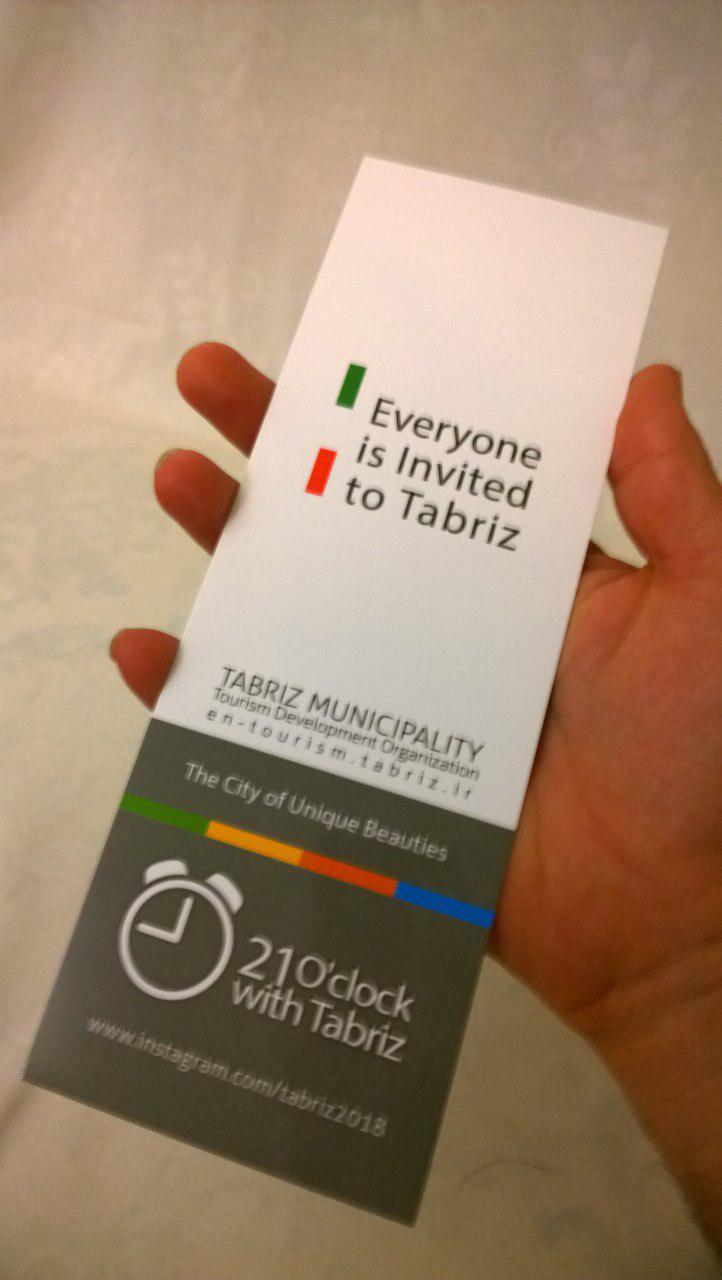 Everyone
is Invited
to Tabriz
TABRIZ MUNICIPALITY
Tourism Development Organization
en-tourism.tabriz.ir
The City of Unique Beauties
21O'clock
with Tabriz
www.instagram.com/tabriz2018